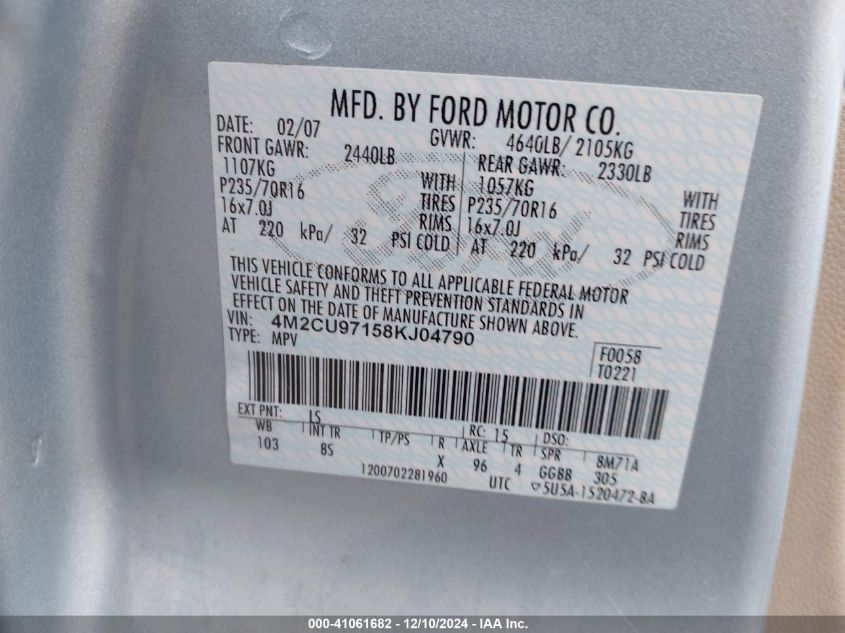 MFD. BY FORD MOTOR CO.
DATE: 02/07 GVWR: 4640LB/ 2105KG
FRONT GAWR: 2440LB REAR GAWR: 2330LB
1107KG WITH 1057KG WITH
P235/70R16 TIRES P235/70R16 TIRES
16x7.0J RIMS 16x7.0J RIMS
AT 220 kPa/ 32 PSI COLD AT 220 kPa/ 32 PSI COLD
Ford
THIS VEHICLE CONFORMS TO ALL APPLICABLE FEDERAL MOTOR
VEHICLE SAFETY AND THEFT PREVENTION STANDARDS IN
EFFECT ON THE DATE OF MANUFACTURE SHOWN ABOVE.
VIN: 4M2CU97158KJ04790
TYPE: MPV
F0058
T0221
EXT PNT: LS RC: 15 DSO:
WB INT TR TP/PS R AXLE TR SPR 8M71A
103 8S X 96 4 GGBB 305
1200702281960 UTC 5U5A-1520472-BA
000-41061682 - 12/10/2024 - IAA Inc.